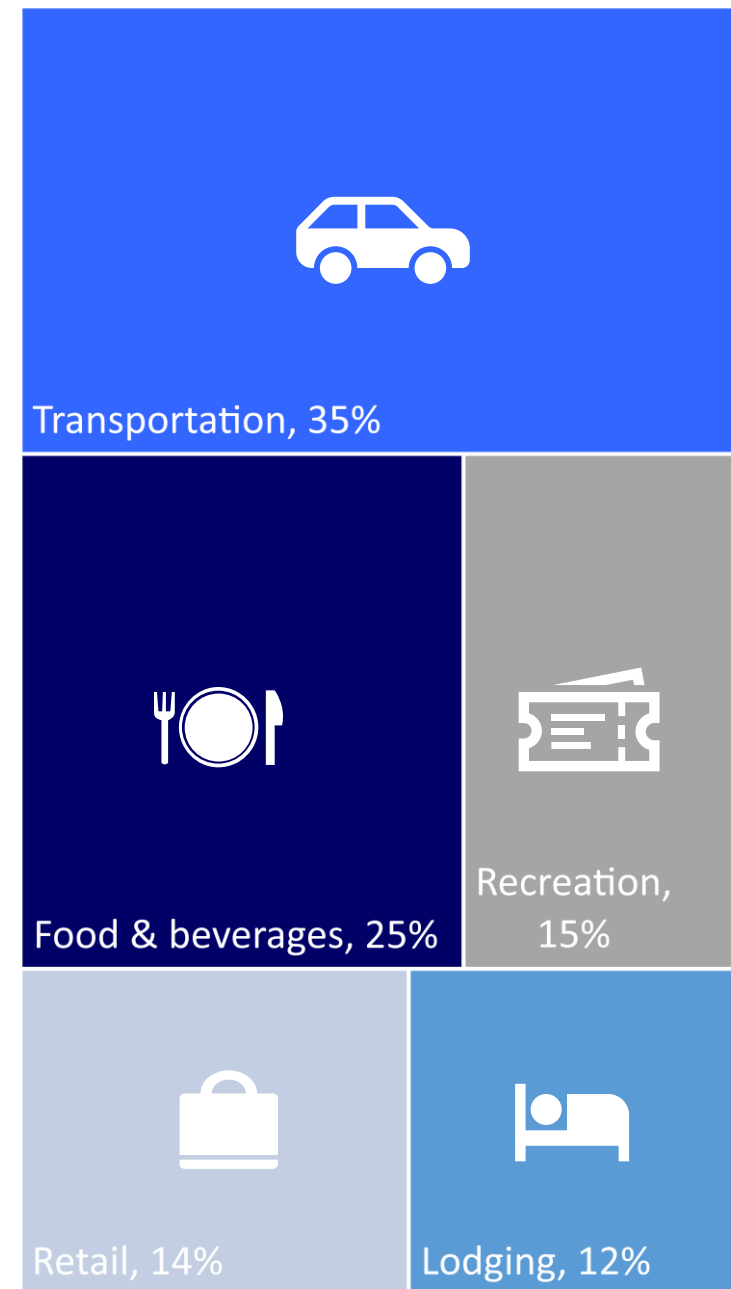 Transportation, 35%
Food & beverages, 25%
Recreation,
15%
Retail, 14%
Lodging, 12%